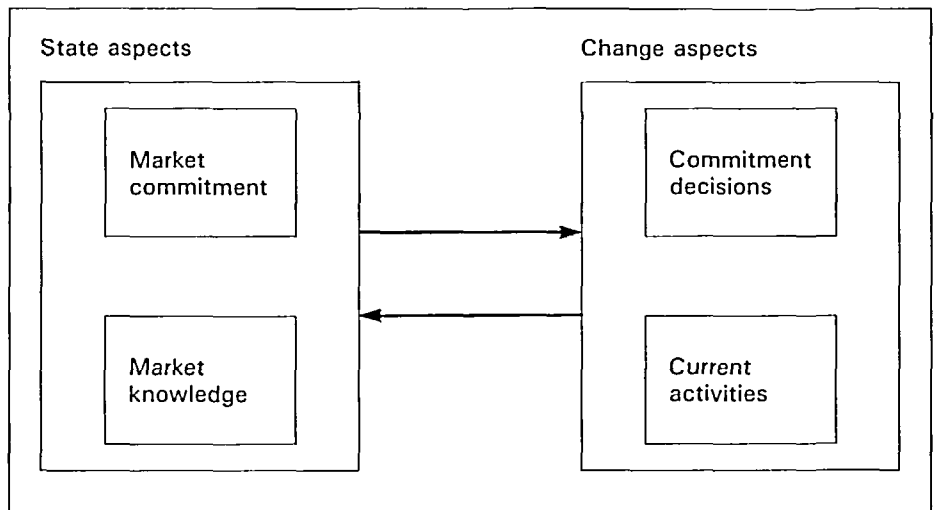 State aspects
Change aspects
Market
commitment
Commitment
decisions
Market
knowledge
Current
activities